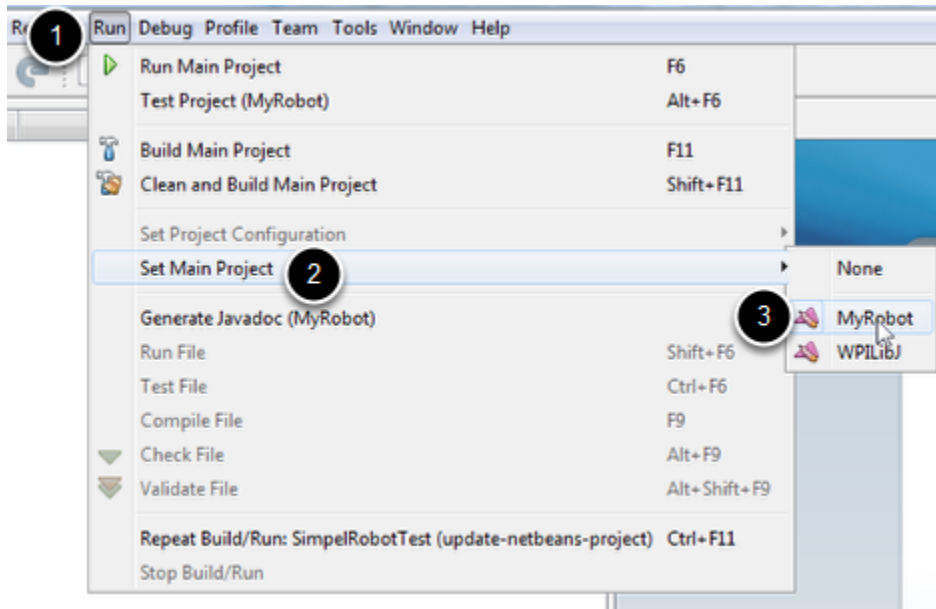 1 Run Debug Profile Team Tools Window Help
Run Main Project F6
Test Project (MyRobot) Alt+F6
Build Main Project F11
Clean and Build Main Project Shift+F11
Set Project Configuration
Set Main Project 2
None
Generate Javadoc (MyRobot)
3 MyRobot
Run File Shift+F6
WPILibJ
Test File Ctrl+F6
Compile File F9
Check File Alt+F9
Validate File Alt+Shift+F9
Repeat Build/Run: SimpelRobotTest (update-netbeans-project) Ctrl+F11
Stop Build/Run